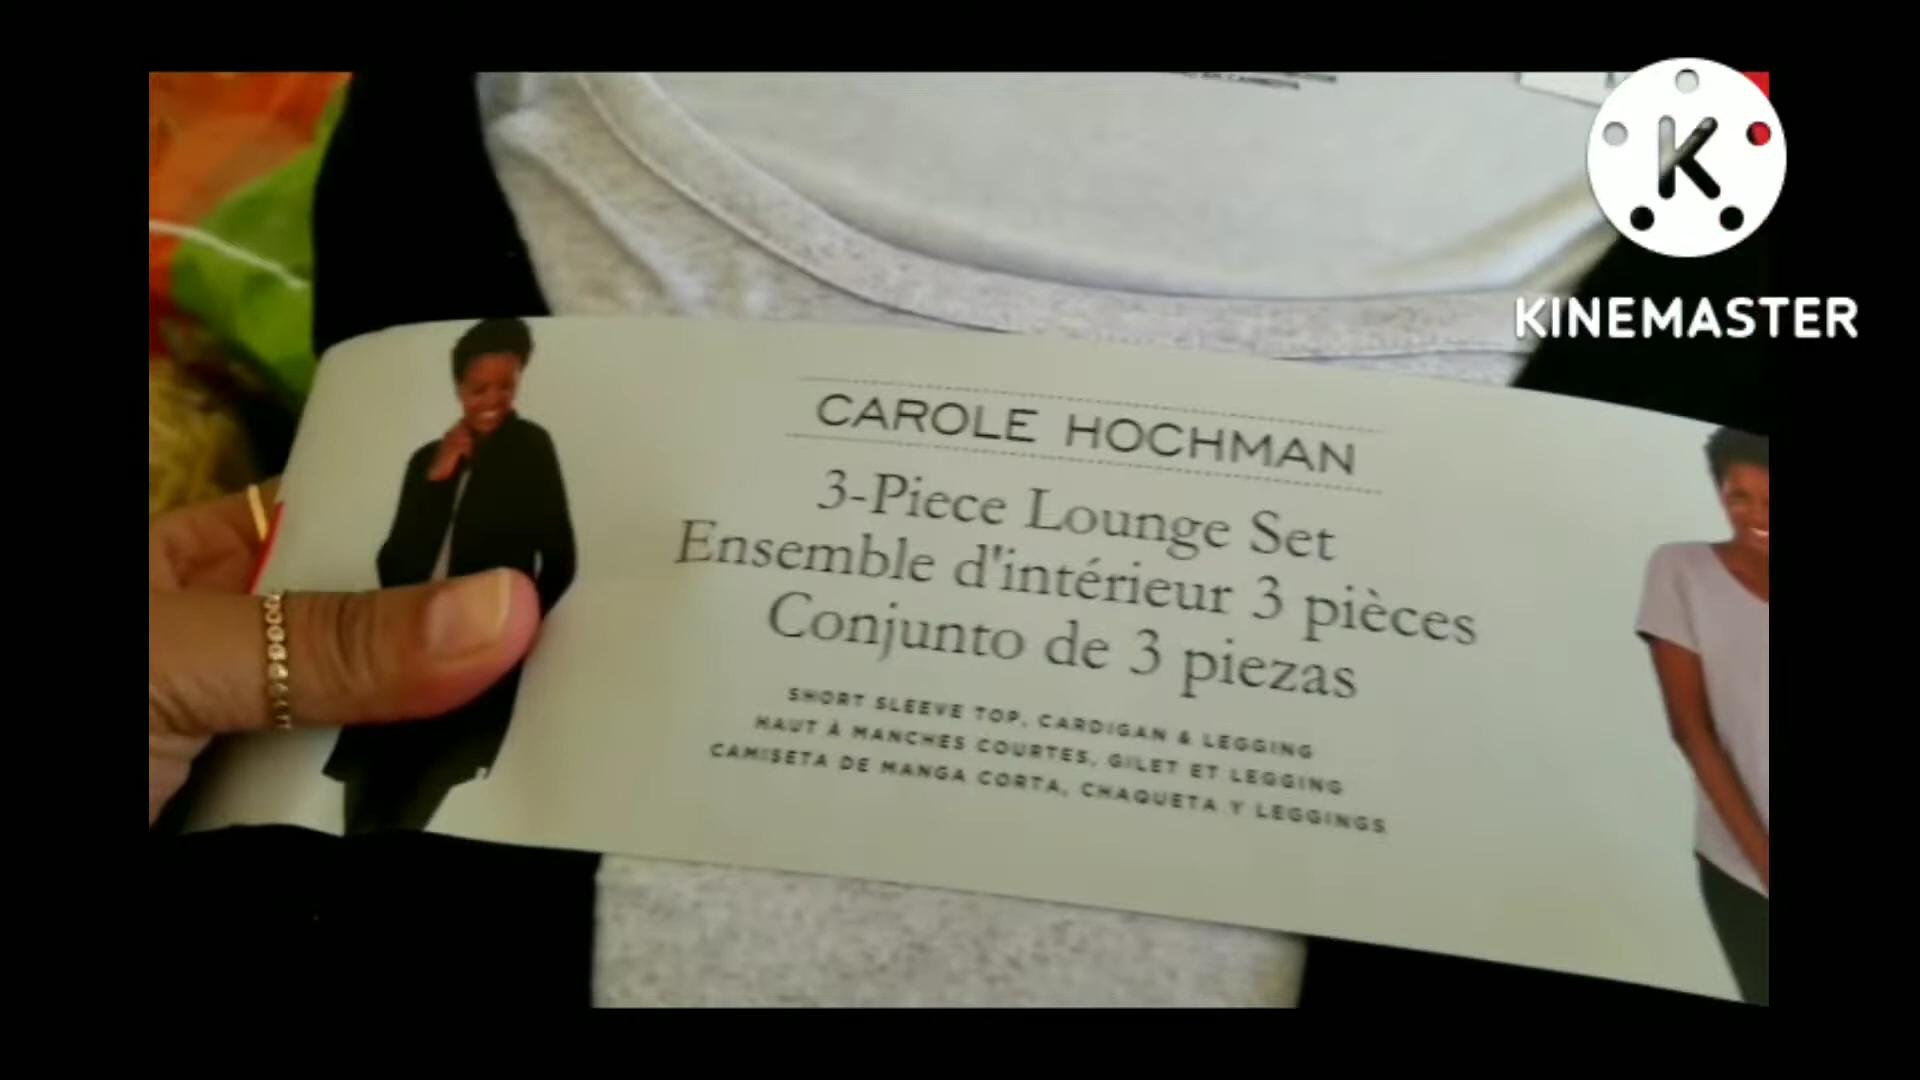 K
KINEMASTER
CAROLE HOCHMAN
3-Piece Lounge Set
Ensemble d'intérieur 3 pièces
Conjunto de 3 piezas
SHORT SLEEVE TOP, CARDIGAN & LEGGING
HAUT À MANCHES COURTES, GILET ET LEGGING
CAMISETA DE MANGA CORTA, CHAQUETA Y LEGGINGS